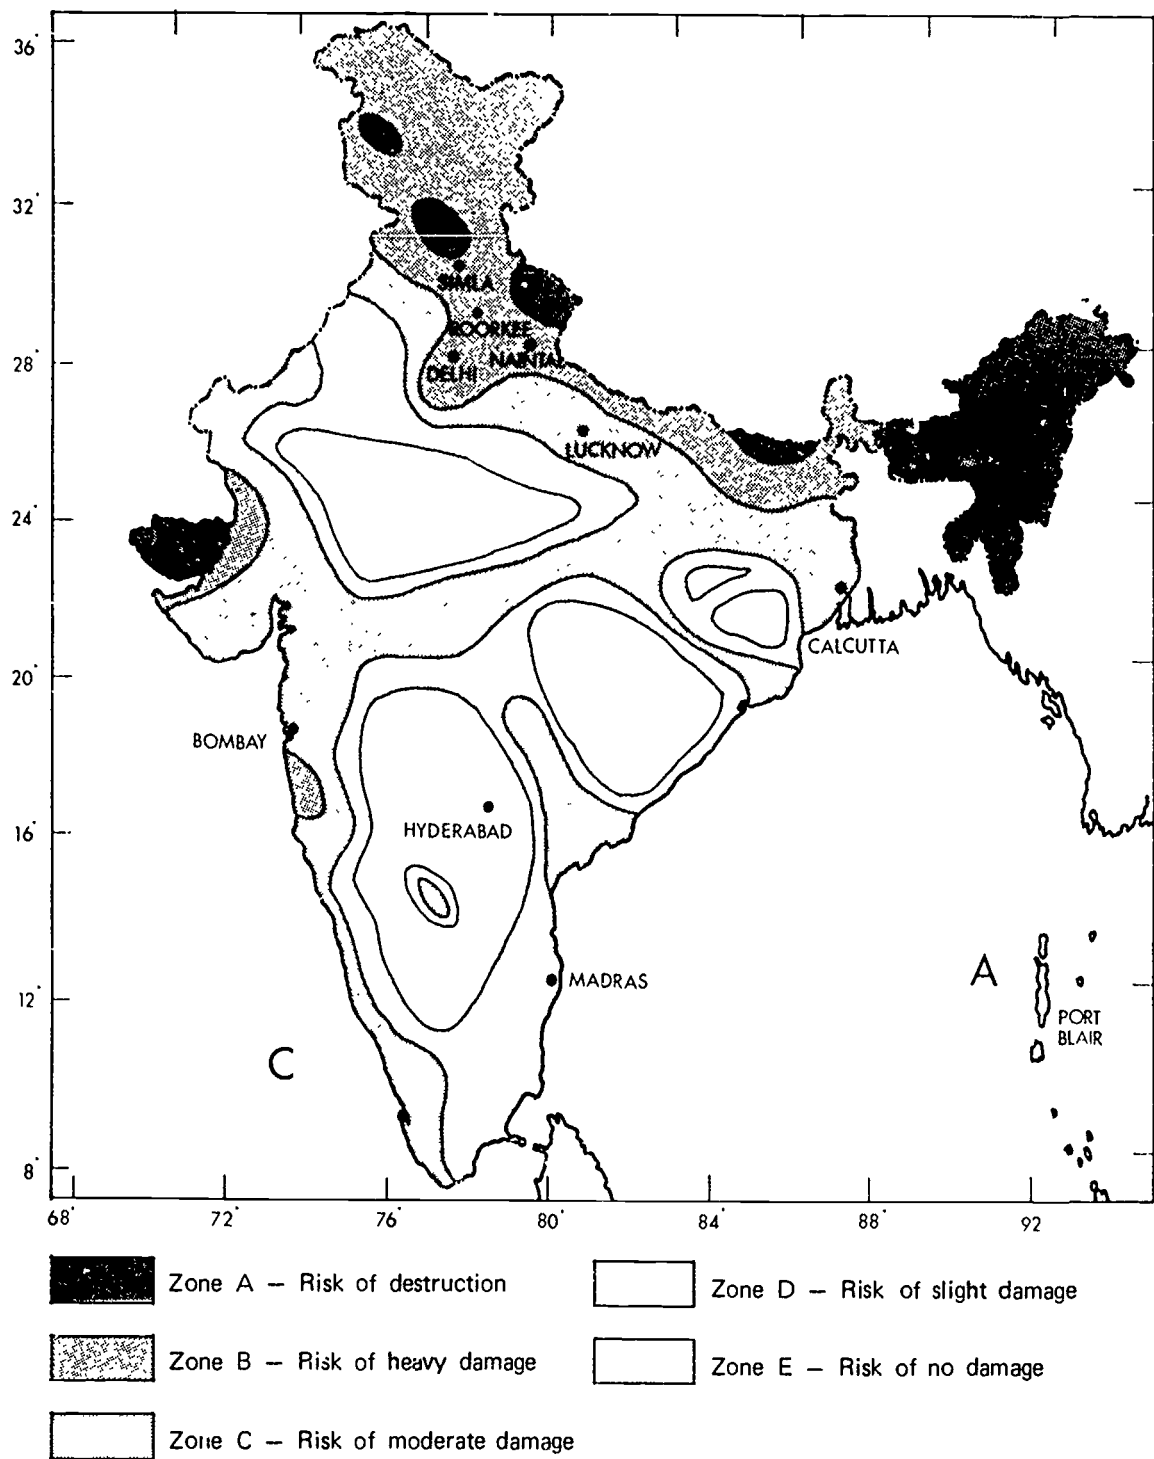 36°
32°
28°
24°
20°
16°
12°
8°
68°
72°
76°
80°
84°
88°
92°
SIMLA
ROORKEE
NAINITAL
DELHI
LUCKNOW
CALCUTTA
BOMBAY
HYDERABAD
MADRAS
A
PORT
BLAIR
C
Zone A – Risk of destruction
Zone B – Risk of heavy damage
Zone C – Risk of moderate damage
Zone D – Risk of slight damage
Zone E – Risk of no damage